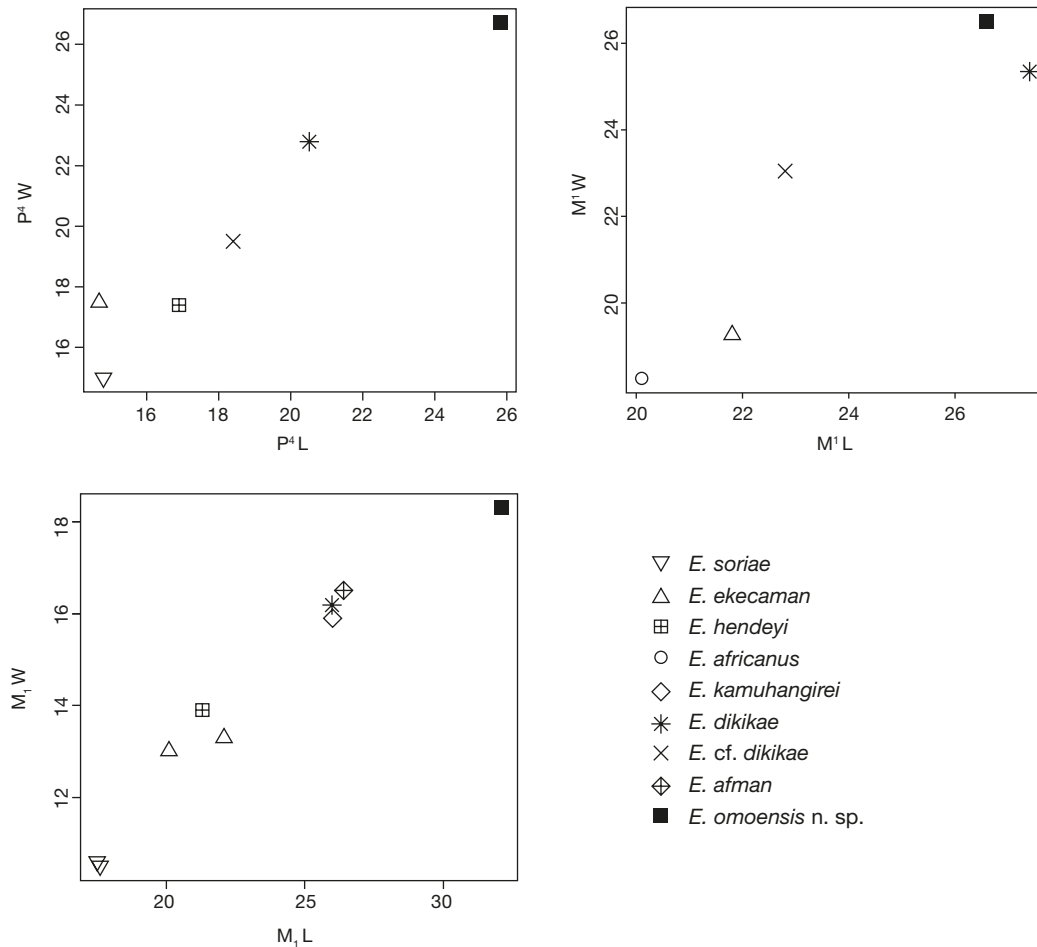 26
24
22
20
18
16
P⁴ W
16
18
20
22
24
26
P⁴ L
26
24
22
20
M¹ W
20
22
24
26
M¹ L
18
16
14
12
M₁ W
20
25
30
M₁ L
E. soriae
E. ekecaman
E. hendeyi
E. africanus
E. kamuhangirei
E. dikikae
E. cf. dikikae
E. afman
E. omoensis n. sp.